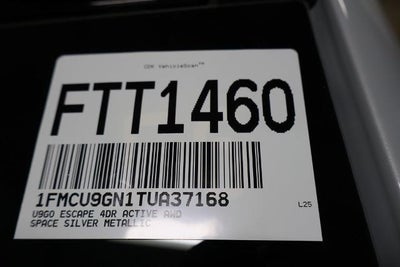 CDK VehicleScan™
FTT1460
1FMCU9GN1TUA37168
U9G0 ESCAPE 4DR ACTIVE AWD
SPACE SILVER METALLIC
L25